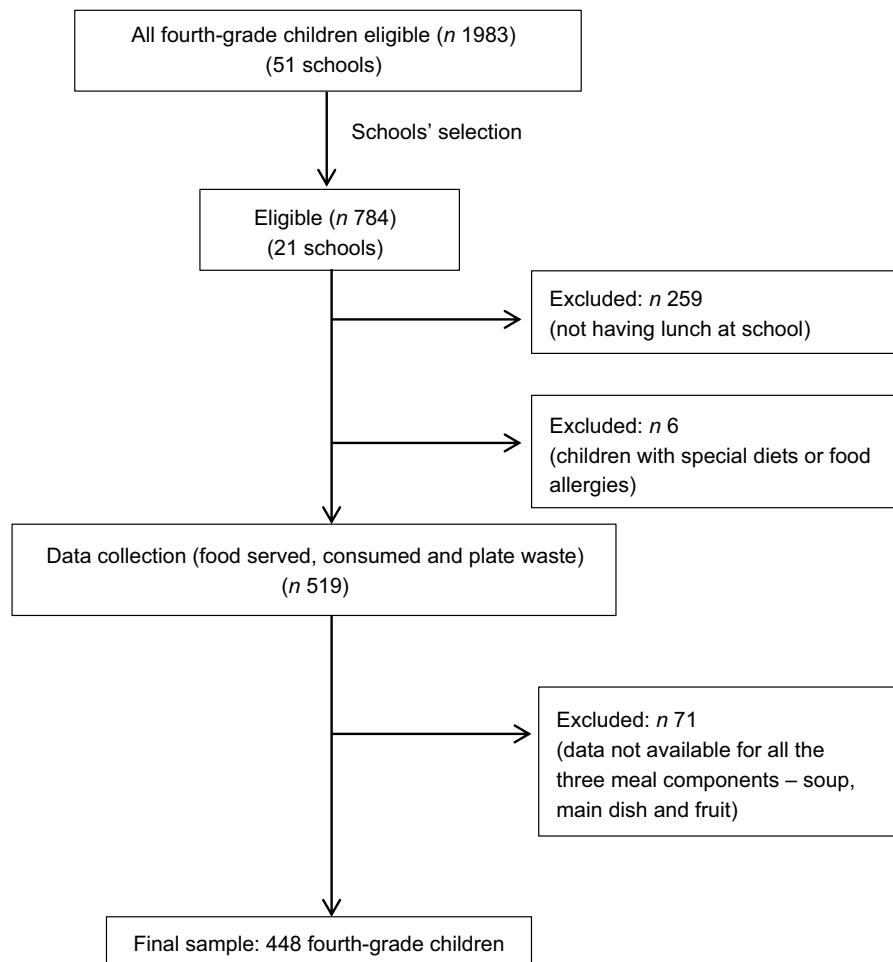 All fourth-grade children eligible (n 1983)
(51 schools)
Schools’ selection
Eligible (n 784)
(21 schools)
Excluded: n 259
(not having lunch at school)
Excluded: n 6
(children with special diets or food
allergies)
Data collection (food served, consumed and plate waste)
(n 519)
Excluded: n 71
(data not available for all the
three meal components – soup,
main dish and fruit)
Final sample: 448 fourth-grade children